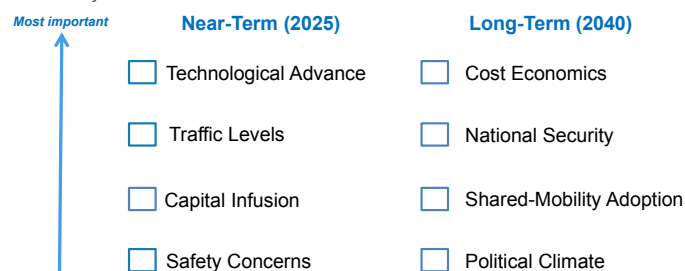 Most important
Near-Term (2025) Long-Term (2040)
Technological Advance Cost Economics
Traffic Levels National Security
Capital Infusion Shared-Mobility Adoption
Safety Concerns Political Climate